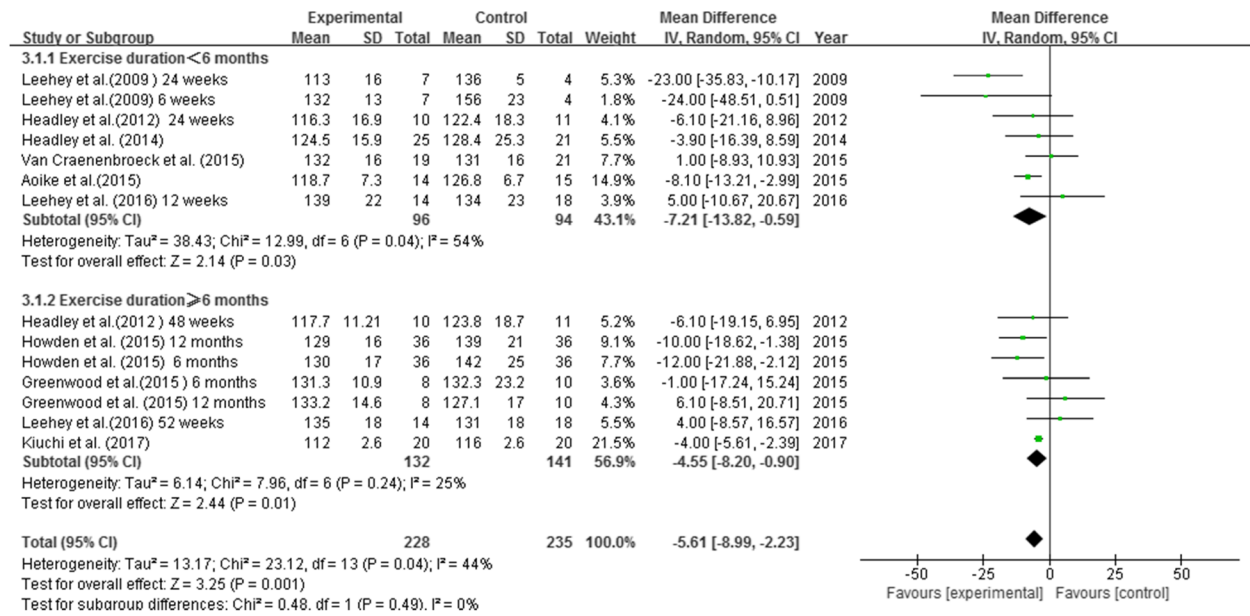 Experimental Control Mean Difference Mean Difference
Study or Subgroup Mean SD Total Mean SD Total Weight IV, Random, 95% CI Year IV, Random, 95% CI
3.1.1 Exercise duration＜6 months
Leehey et al.(2009 ) 24 weeks 113 16 7 136 5 4 5.3% -23.00 [-35.83, -10.17] 2009
Leehey et al.(2009) 6 weeks 132 13 7 156 23 4 1.8% -24.00 [-48.51, 0.51] 2009
Headley et al.(2012) 24 weeks 116.3 16.9 10 122.4 18.3 11 4.1% -6.10 [-21.16, 8.96] 2012
Headley et al. (2014) 124.5 15.9 25 128.4 25.3 21 5.5% -3.90 [-16.39, 8.59] 2014
Van Craenenbroeck et al. (2015) 132 16 19 131 16 21 7.7% 1.00 [-8.93, 10.93] 2015
Aoike et al.(2015) 118.7 7.3 14 126.8 6.7 15 14.9% -8.10 [-13.21, -2.99] 2015
Leehey et al. (2016) 12 weeks 139 22 14 134 23 18 3.9% 5.00 [-10.67, 20.67] 2016
Subtotal (95% CI) 96 94 43.1% -7.21 [-13.82, -0.59]
Heterogeneity: Tau² = 38.43; Chi² = 12.99, df = 6 (P = 0.04); I² = 54%
Test for overall effect: Z = 2.14 (P = 0.03)
3.1.2 Exercise duration⩾6 months
Headley et al.(2012 ) 48 weeks 117.7 11.21 10 123.8 18.7 11 5.2% -6.10 [-19.15, 6.95] 2012
Howden et al. (2015) 12 months 129 16 36 139 21 36 9.1% -10.00 [-18.62, -1.38] 2015
Howden et al. (2015) 6 months 130 17 36 142 25 36 7.7% -12.00 [-21.88, -2.12] 2015
Greenwood et al.(2015 ) 6 months 131.3 10.9 8 132.3 23.2 10 3.6% -1.00 [-17.24, 15.24] 2015
Greenwood et al. (2015) 12 months 133.2 14.6 8 127.1 17 10 4.3% 6.10 [-8.51, 20.71] 2015
Leehey et al.(2016) 52 weeks 135 18 14 131 18 18 5.5% 4.00 [-8.57, 16.57] 2016
Kiuchi et al. (2017) 112 2.6 20 116 2.6 20 21.5% -4.00 [-5.61, -2.39] 2017
Subtotal (95% CI) 132 141 56.9% -4.55 [-8.20, -0.90]
Heterogeneity: Tau² = 6.14; Chi² = 7.96, df = 6 (P = 0.24); I² = 25%
Test for overall effect: Z = 2.44 (P = 0.01)
Total (95% CI) 228 235 100.0% -5.61 [-8.99, -2.23]
Heterogeneity: Tau² = 13.17; Chi² = 23.12, df = 13 (P = 0.04); I² = 44%
Test for overall effect: Z = 3.25 (P = 0.001)
Test for subgroup differences: Chi² = 0.48, df = 1 (P = 0.49), I² = 0%
-50 -25 0 25 50
Favours [experimental] Favours [control]